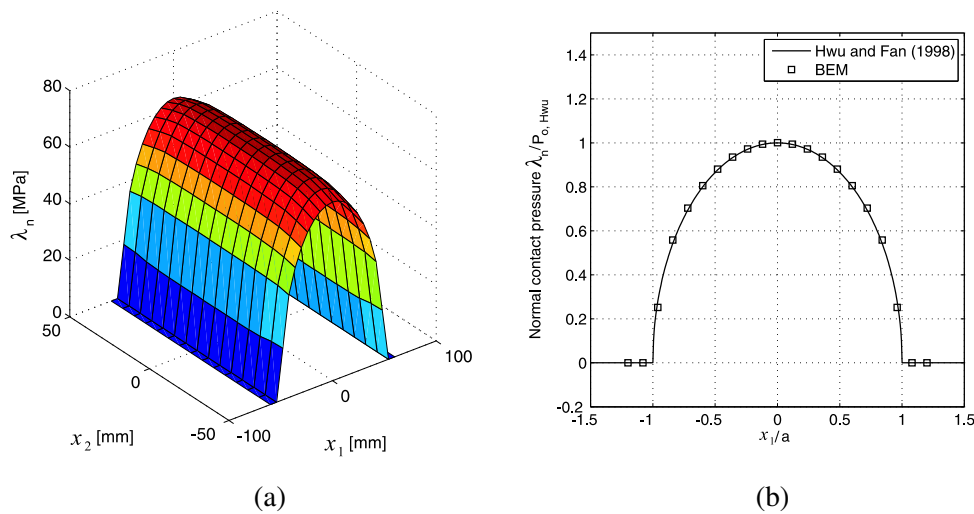 80
60
40
20
0
λn [MPa]
50
0
-50
x2 [mm]
-100
0
100
x1 [mm]
(a)
1.4
1.2
1
0.8
0.6
0.4
0.2
0
-0.2
Normal contact pressure λn/Po, Hwu
Hwu and Fan (1998)
BEM
-1.5 -1 -0.5 0 0.5 1 1.5
x1/a
(b)